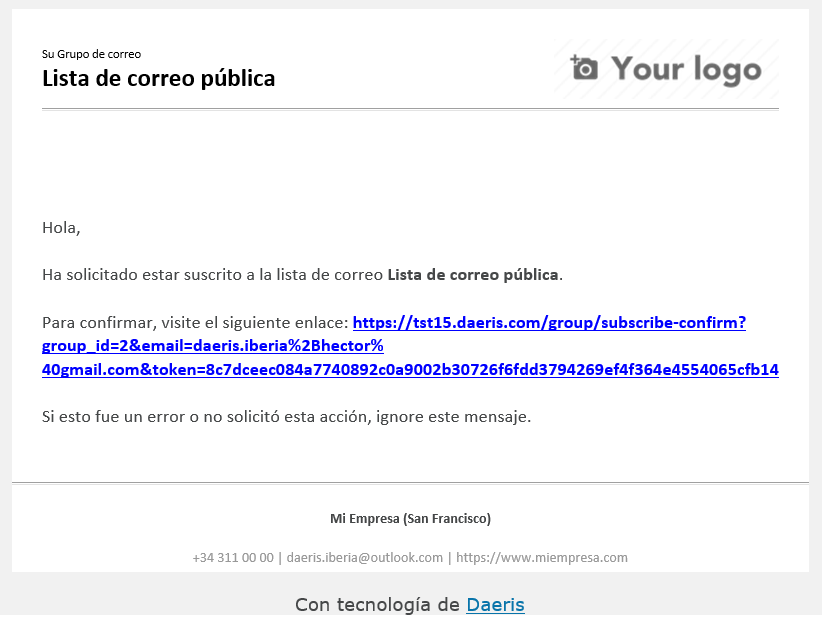 Su Grupo de correo
Lista de correo pública
Your logo
Hola,
Ha solicitado estar suscrito a la lista de correo Lista de correo pública.
Para confirmar, visite el siguiente enlace: https://tst15.daeris.com/group/subscribe-confirm?
group_id=2&email=daeris.iberia%2Bhector%
40gmail.com&token=8c7dceec084a7740892c0a9002b30726f6fdd3794269ef4f364e4554065cfb14
Si esto fue un error o no solicitó esta acción, ignore este mensaje.
Mi Empresa (San Francisco)
+34 311 00 00 | daeris.iberia@outlook.com | https://www.miempresa.com
Con tecnología de Daeris